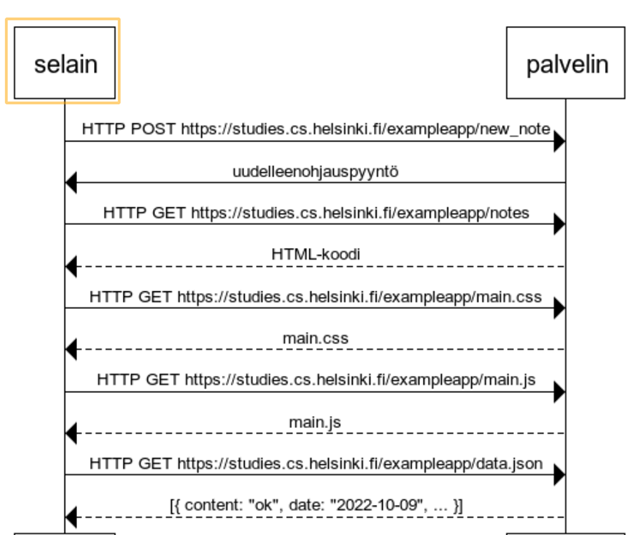 selain
palvelin
HTTP POST https://studies.cs.helsinki.fi/exampleapp/new_note
uudelleenohjauspyyntö
HTTP GET https://studies.cs.helsinki.fi/exampleapp/notes
HTML-koodi
HTTP GET https://studies.cs.helsinki.fi/exampleapp/main.css
main.css
HTTP GET https://studies.cs.helsinki.fi/exampleapp/main.js
main.js
HTTP GET https://studies.cs.helsinki.fi/exampleapp/data.json
[{ content: "ok", date: "2022-10-09", ... }]